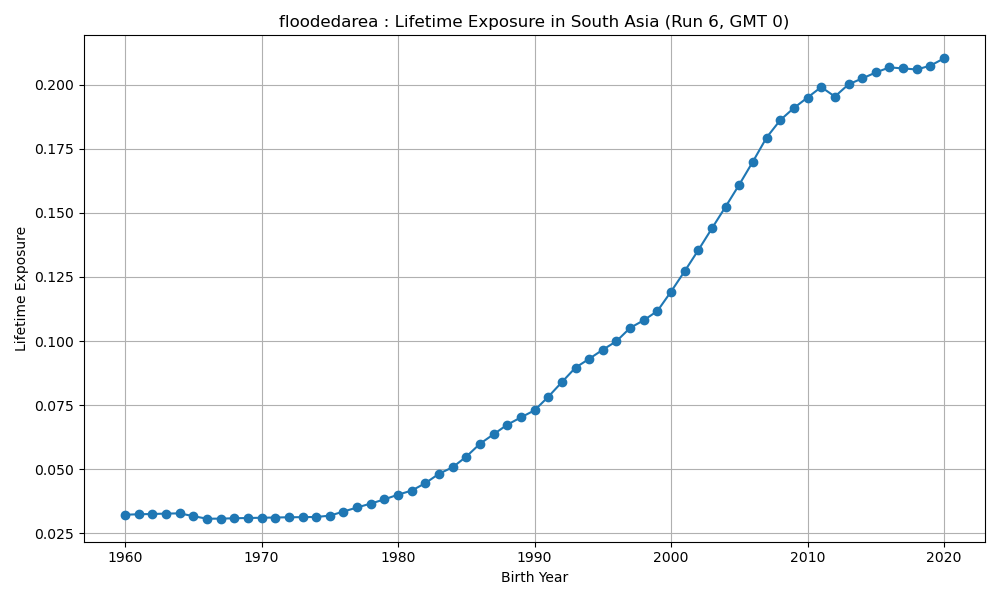 floodedarea : Lifetime Exposure in South Asia (Run 6, GMT 0)
0.200
0.175
0.150
0.125
0.100
0.075
0.050
0.025
Lifetime Exposure
1960 1970 1980 1990 2000 2010 2020
Birth Year